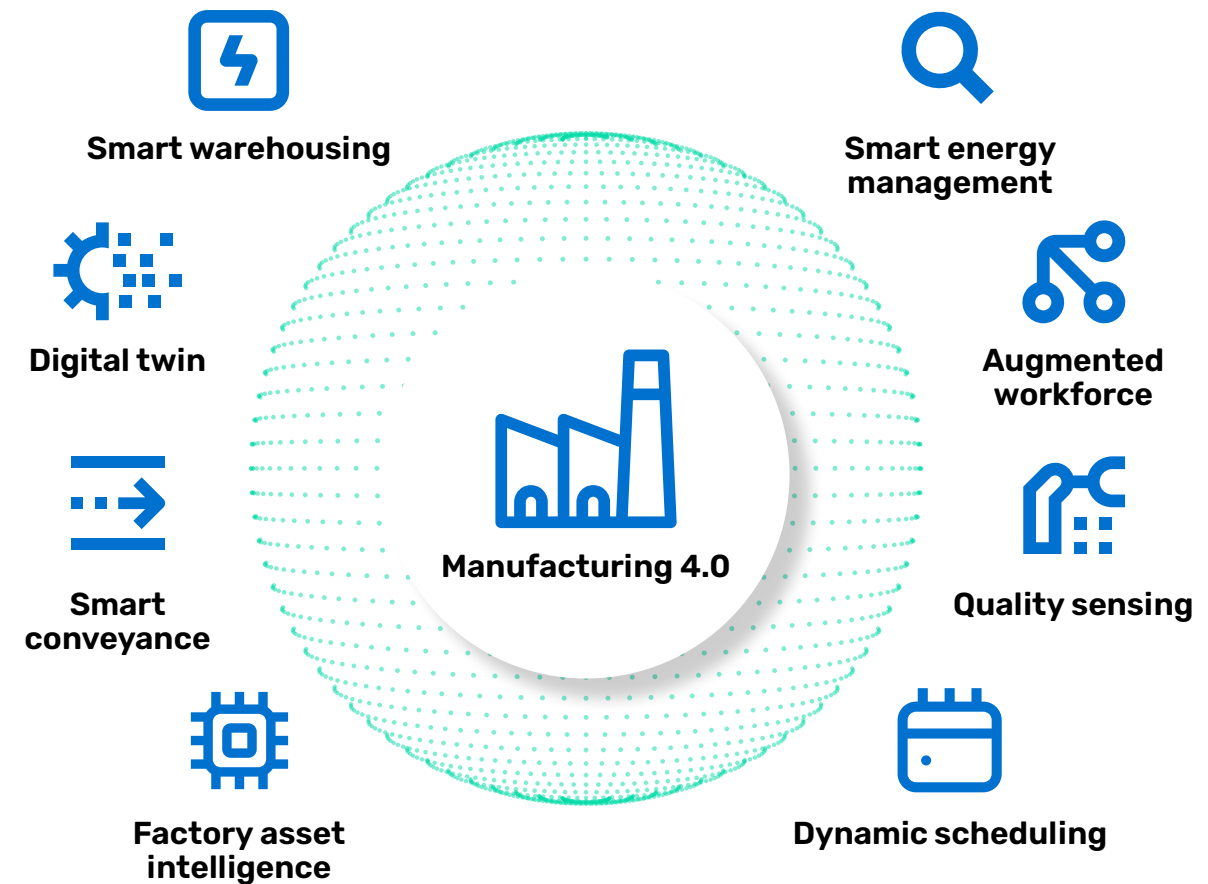 Smart warehousing
Smart energy
management
Digital twin
Augmented
workforce
Manufacturing 4.0
Smart
conveyance
Quality sensing
Factory asset
intelligence
Dynamic scheduling